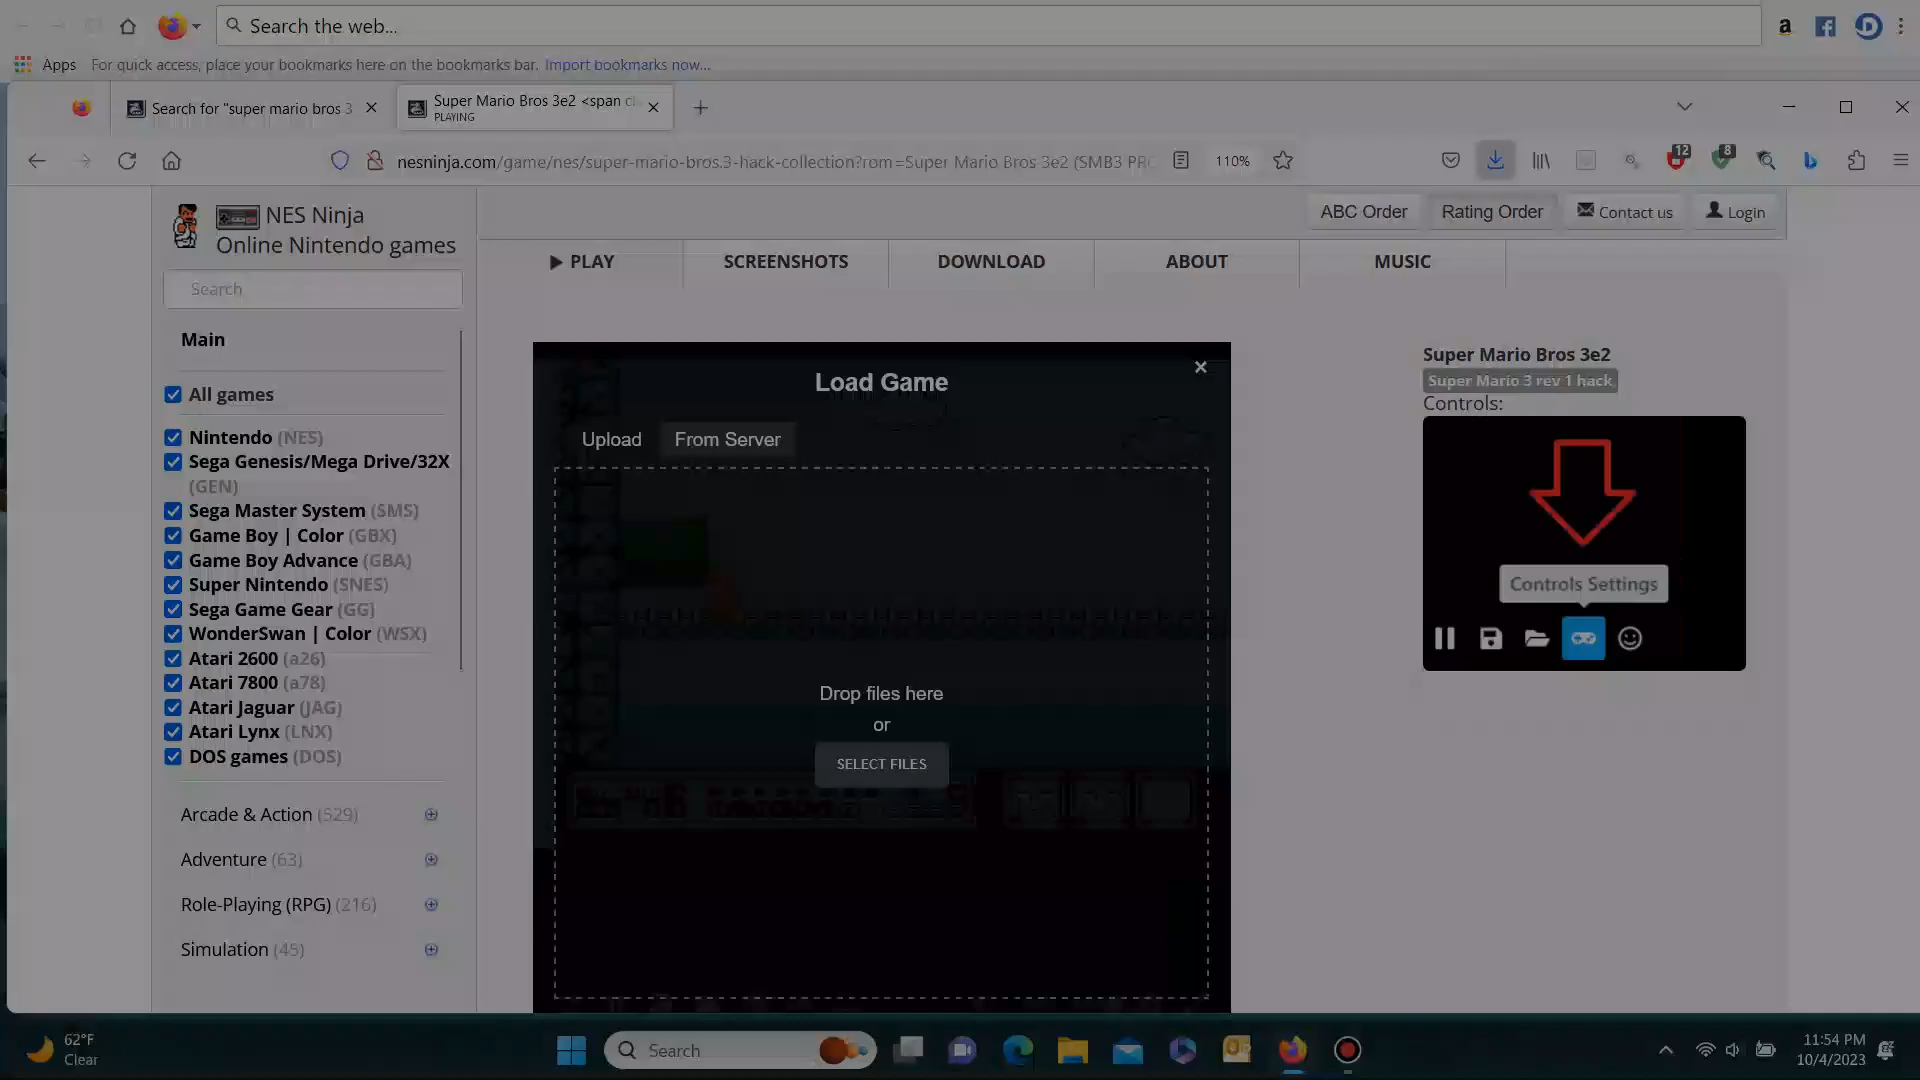 Search the web...
Apps
For quick access, place your bookmarks here on the bookmarks bar. Import bookmarks now...
Search for "super mario bros 3
Super Mario Bros 3e2 <span cl
PLAYING
nesninja.com/game/nes/super-mario-bros.3-hack-collection?rom=Super Mario Bros 3e2 (SMB3 PRC
110%
12
8
NES Ninja
Online Nintendo games
Search
Main
All games
Nintendo (NES)
Sega Genesis/Mega Drive/32X
(GEN)
Sega Master System (SMS)
Game Boy | Color (GBX)
Game Boy Advance (GBA)
Super Nintendo (SNES)
Sega Game Gear (GG)
WonderSwan | Color (WSX)
Atari 2600 (a26)
Atari 7800 (a78)
Atari Jaguar (JAG)
Atari Lynx (LNX)
DOS games (DOS)
Arcade & Action (529)
Adventure (63)
Role-Playing (RPG) (216)
Simulation (45)
ABC Order
Rating Order
Contact us
Login
PLAY
SCREENSHOTS
DOWNLOAD
ABOUT
MUSIC
Load Game
Upload
From Server
Drop files here
or
SELECT FILES
Super Mario Bros 3e2
Super Mario 3 rev 1 hack
Controls:
Controls Settings
62°F
Clear
Search
11:54 PM
10/4/2023